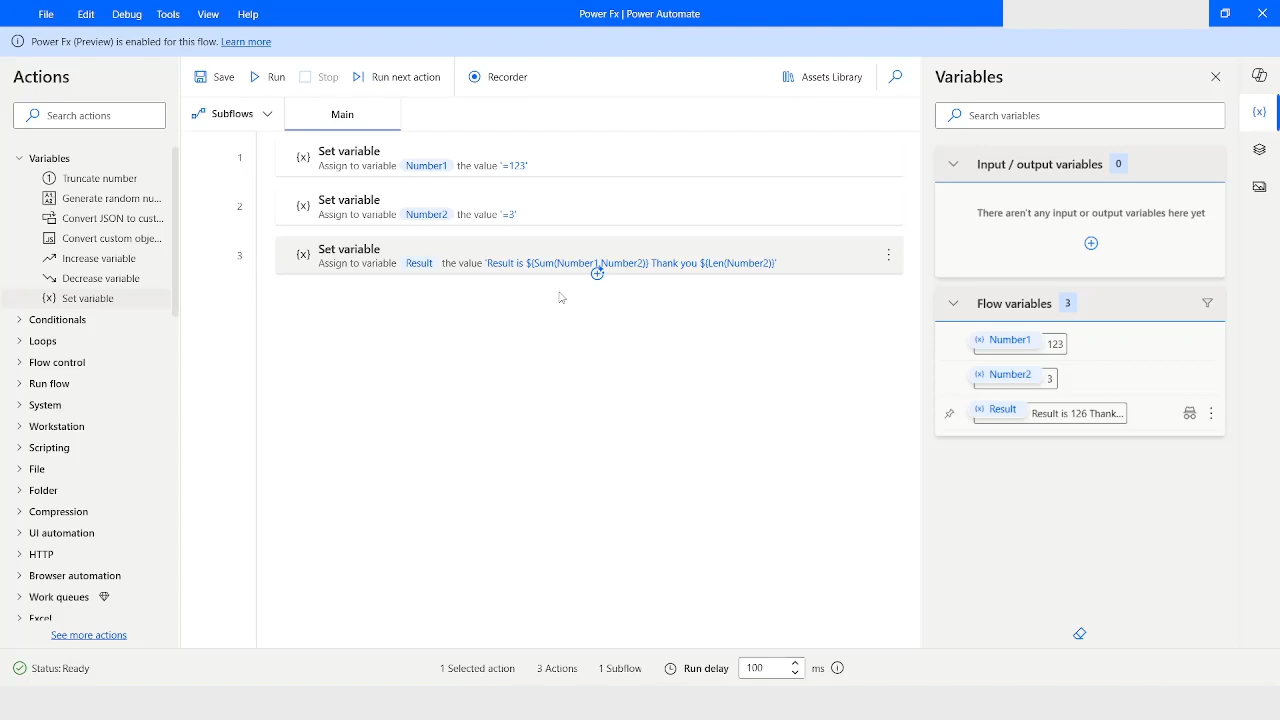 File Edit Debug Tools View Help
Power Fx | Power Automate
Power Fx (Preview) is enabled for this flow. Learn more
Actions
Search actions
Variables
Truncate number
Generate random nu...
Convert JSON to cust...
Convert custom obje...
Increase variable
Decrease variable
{x} Set variable
Conditionals
Loops
Flow control
Run flow
System
Workstation
Scripting
File
Folder
Compression
UI automation
HTTP
Browser automation
Work queues
Excel
See more actions
Save Run Stop Run next action Recorder Assets Library
Subflows Main
1 {x} Set variable
Assign to variable Number1 the value '=123'
2 {x} Set variable
Assign to variable Number2 the value '=3'
3 {x} Set variable
Assign to variable Result the value 'Result is ${Sum(Number1,Number2)} Thank you ${Len(Number2)}'
Variables
Search variables
Input / output variables 0
There aren't any input or output variables here yet
Flow variables 3
{x} Number1 123
{x} Number2 3
{x} Result Result is 126 Thank...
{x}
Status: Ready 1 Selected action 3 Actions 1 Subflow Run delay 100 ms